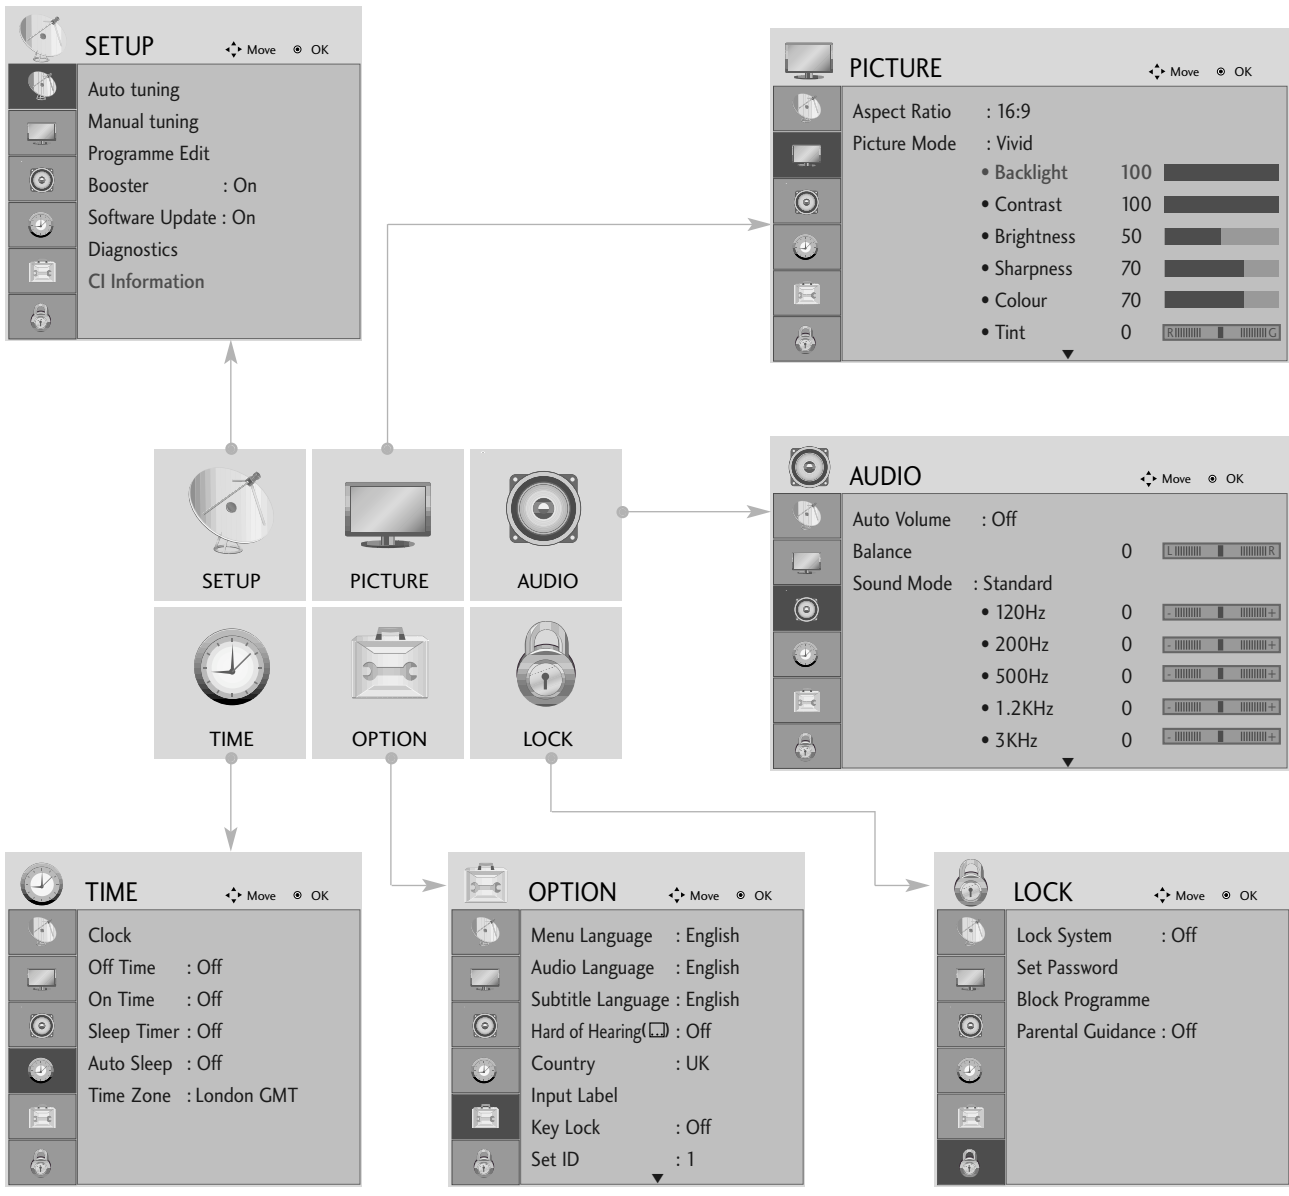 SETUP Move OK
Auto tuning
Manual tuning
Programme Edit
Booster : On
Software Update : On
Diagnostics
CI Information
PICTURE Move OK
Aspect Ratio : 16:9
Picture Mode : Vivid
• Backlight 100
• Contrast 100
• Brightness 50
• Sharpness 70
• Colour 70
• Tint 0 R G
SETUP PICTURE AUDIO
TIME OPTION LOCK
AUDIO Move OK
Auto Volume : Off
Balance 0 L R
Sound Mode : Standard
• 120Hz 0 - +
• 200Hz 0 - +
• 500Hz 0 - +
• 1.2KHz 0 - +
• 3KHz 0 - +
TIME Move OK
Clock
Off Time : Off
On Time : Off
Sleep Timer : Off
Auto Sleep : Off
Time Zone : London GMT
OPTION Move OK
Menu Language : English
Audio Language : English
Subtitle Language : English
Hard of Hearing( ) : Off
Country : UK
Input Label
Key Lock : Off
Set ID : 1
LOCK Move OK
Lock System : Off
Set Password
Block Programme
Parental Guidance : Off